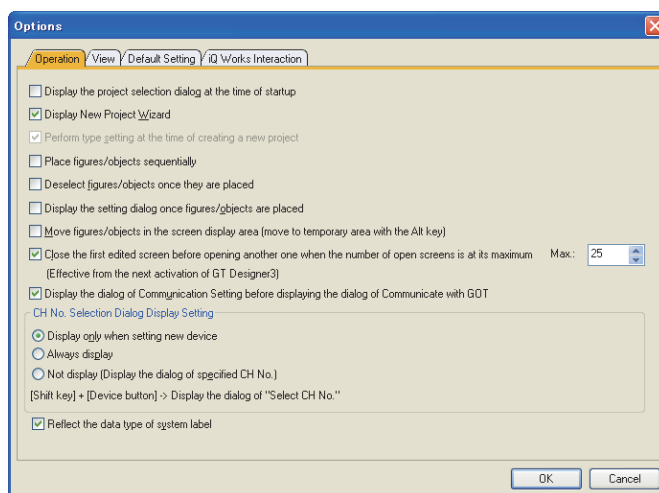 Options
Operation View Default Setting iQ Works Interaction
Display the project selection dialog at the time of startup
Display New Project Wizard
Perform type setting at the time of creating a new project
Place figures/objects sequentially
Deselect figures/objects once they are placed
Display the setting dialog once figures/objects are placed
Move figures/objects in the screen display area (move to temporary area with the Alt key)
Close the first edited screen before opening another one when the number of open screens is at its maximum Max.: 25
(Effective from the next activation of GT Designer3)
Display the dialog of Communication Setting before displaying the dialog of Communicate with GOT
CH No. Selection Dialog Display Setting
Display only when setting new device
Always display
Not display (Display the dialog of specified CH No.)
[Shift key] + [Device button] -> Display the dialog of "Select CH No."
Reflect the data type of system label
OK Cancel